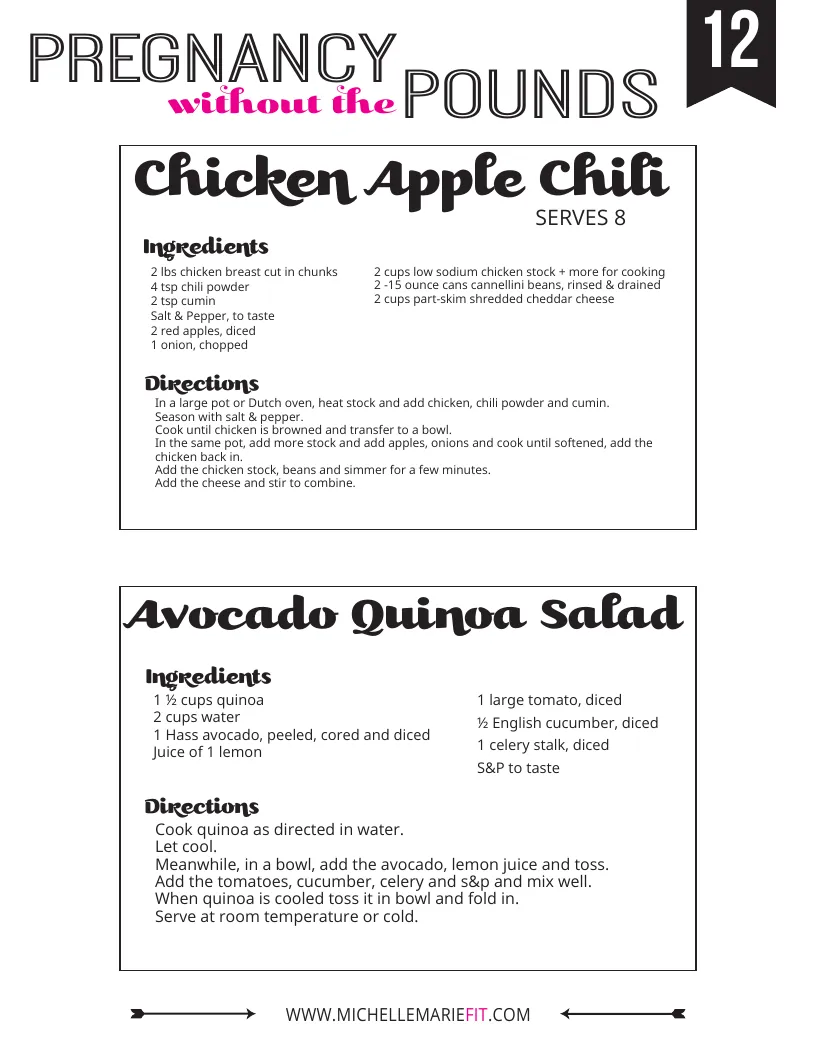 PREGNANCY
without the POUNDS
12
Chicken Apple Chili
SERVES 8
Ingredients
2 lbs chicken breast cut in chunks
4 tsp chili powder
2 tsp cumin
Salt & Pepper, to taste
2 red apples, diced
1 onion, chopped
2 cups low sodium chicken stock + more for cooking
2 -15 ounce cans cannellini beans, rinsed & drained
2 cups part-skim shredded cheddar cheese
Directions
In a large pot or Dutch oven, heat stock and add chicken, chili powder and cumin.
Season with salt & pepper.
Cook until chicken is browned and transfer to a bowl.
In the same pot, add more stock and add apples, onions and cook until softened, add the
chicken back in.
Add the chicken stock, beans and simmer for a few minutes.
Add the cheese and stir to combine.
Avocado Quinoa Salad
Ingredients
1 ½ cups quinoa
2 cups water
1 Hass avocado, peeled, cored and diced
Juice of 1 lemon
1 large tomato, diced
½ English cucumber, diced
1 celery stalk, diced
S&P to taste
Directions
Cook quinoa as directed in water.
Let cool.
Meanwhile, in a bowl, add the avocado, lemon juice and toss.
Add the tomatoes, cucumber, celery and s&p and mix well.
When quinoa is cooled toss it in bowl and fold in.
Serve at room temperature or cold.
WWW.MICHELLEMARIEFIT.COM